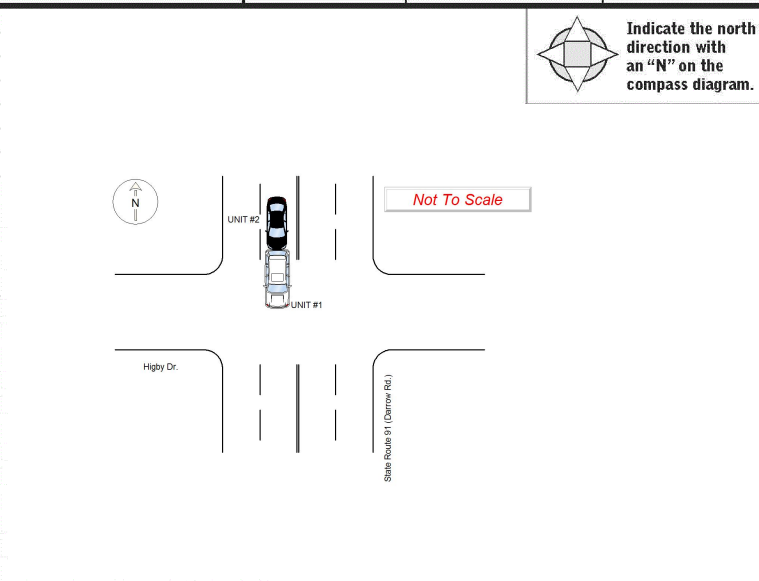 Indicate the north
direction with
an “N” on the
compass diagram.
N
Not To Scale
UNIT #2
UNIT #1
Higby Dr.
State Route 91 (Darrow Rd.)